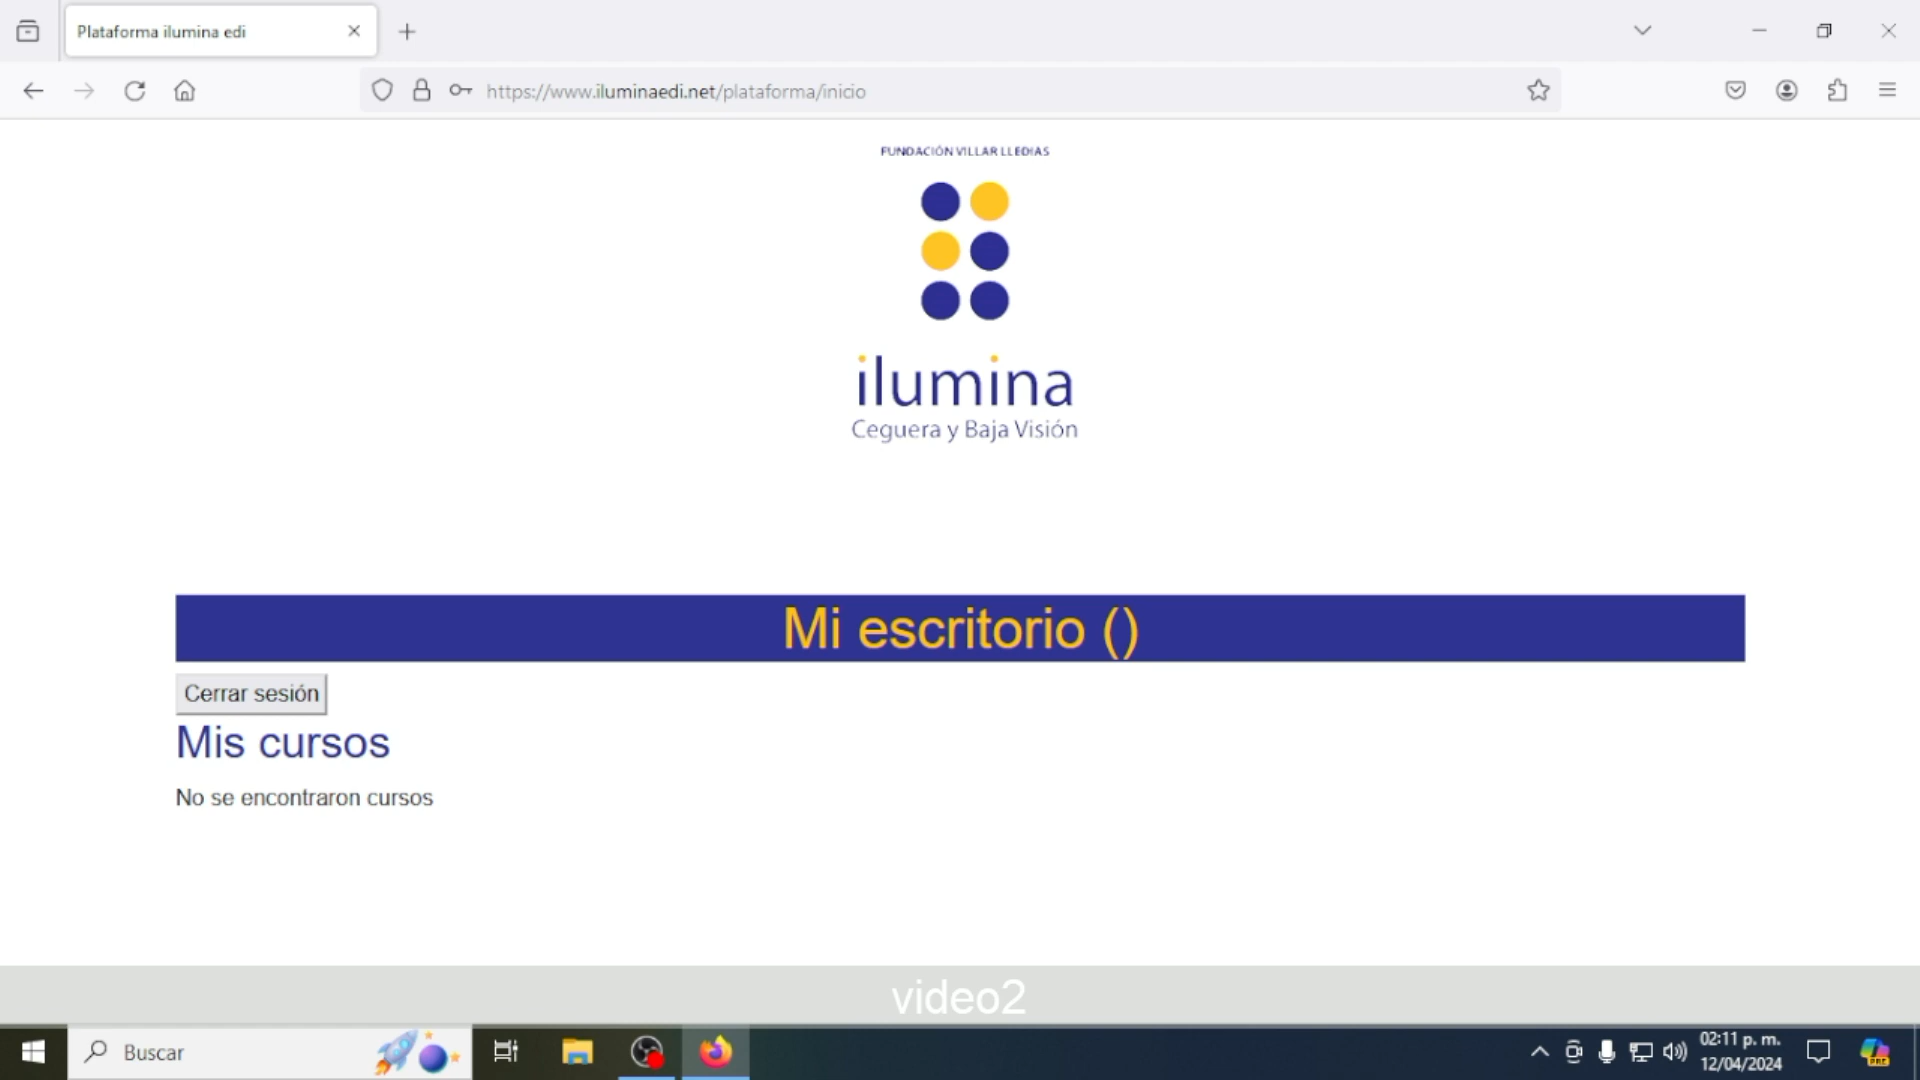 Plataforma ilumina edi
https://www.iluminaedi.net/plataforma/inicio
FUNDACIÓN VILLAR LLEDIAS
ilumina
Ceguera y Baja Visión
Mi escritorio ()
Cerrar sesión
Mis cursos
No se encontraron cursos
video2
Buscar
02:11 p. m.
12/04/2024
PRE